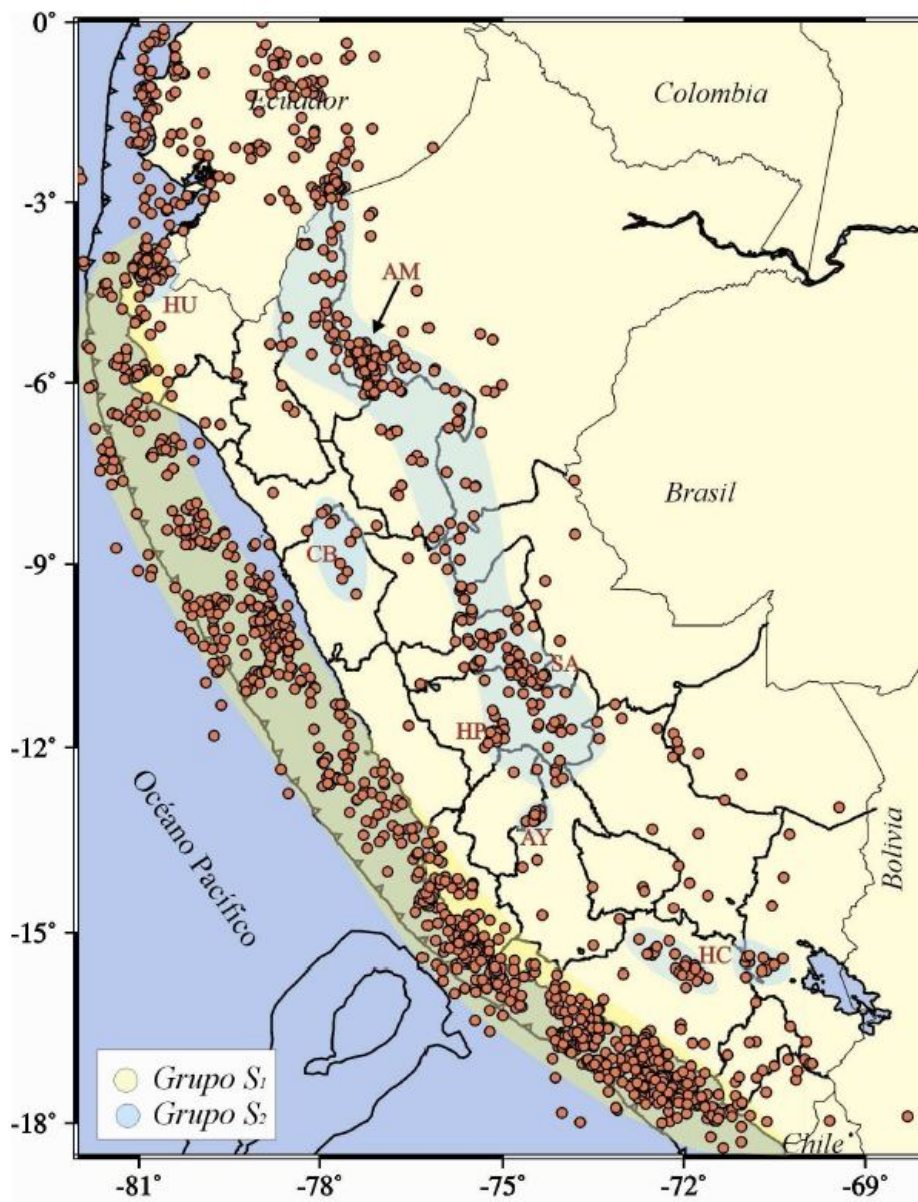 0°
-3°
-6°
-9°
-12°
-15°
-18°
Ecuador
Colombia
AM
HU
Brasil
CB
SA
HP
AY
Océano Pacífico
Bolivia
HC
Grupo S1
Grupo S2
Chile
-81°
-78°
-75°
-72°
-69°